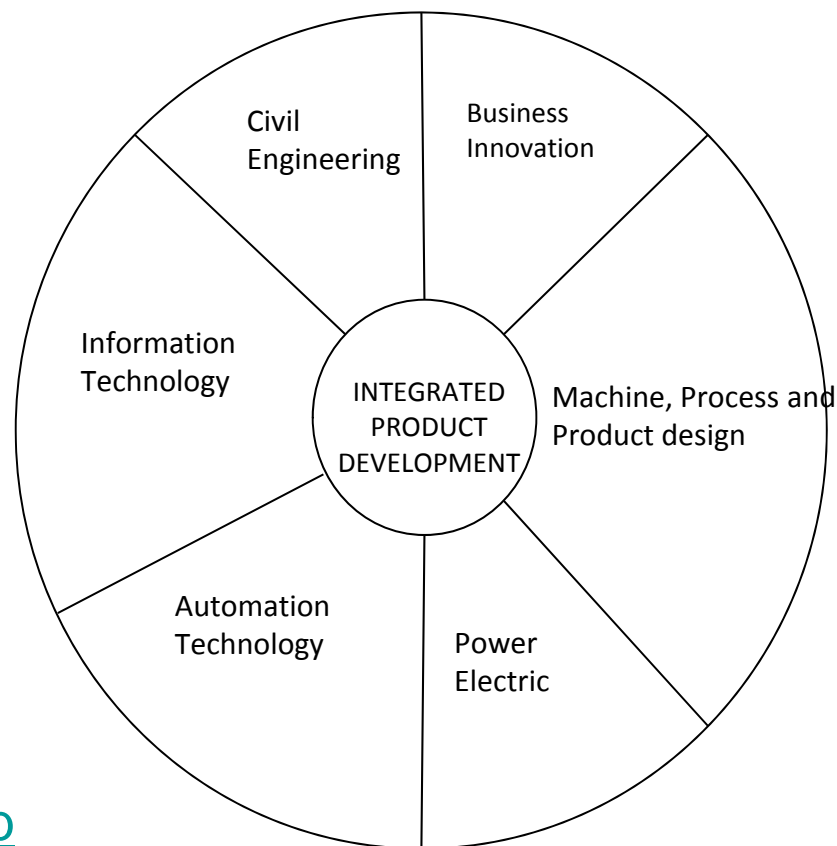 Civil
Engineering
Business
Innovation
Information
Technology
INTEGRATED
PRODUCT
DEVELOPMENT
Machine, Process and
Product design
Automation
Technology
Power
Electric